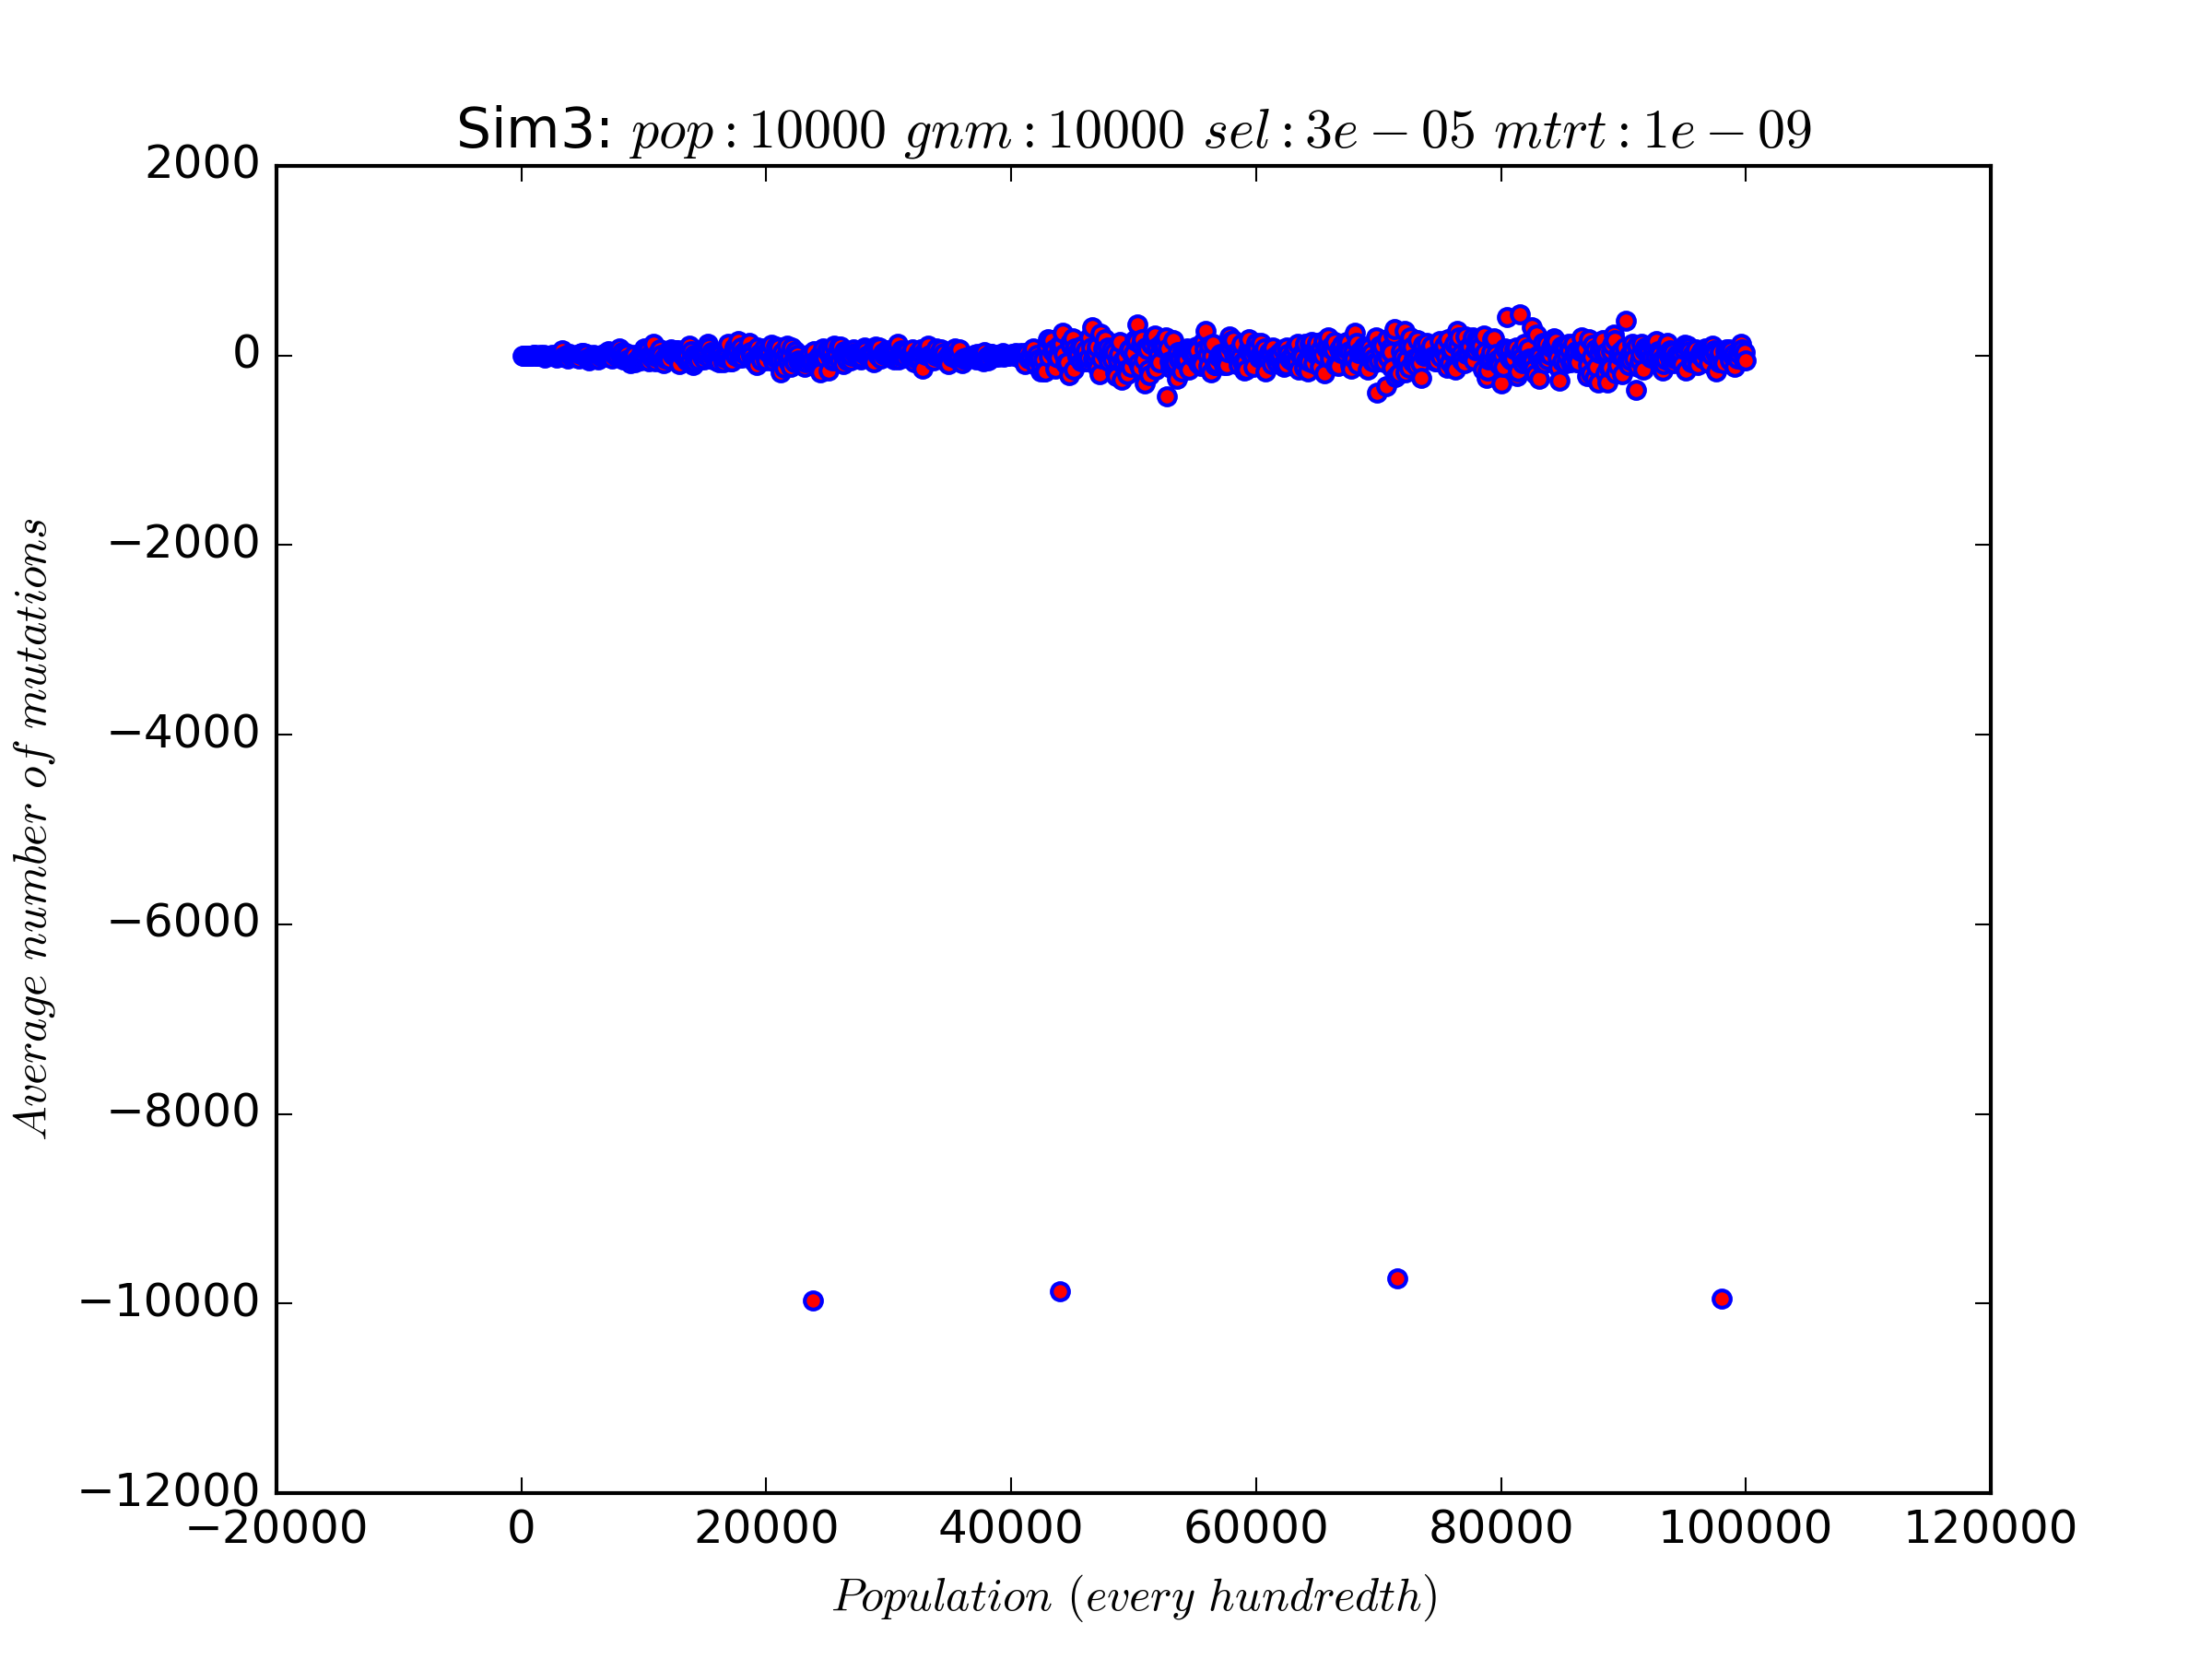 Sim3: pop : 10000 gnm : 10000 sel : 3e − 05 mtrt : 1e − 09
2000
0
−2000
−4000
−6000
−8000
−10000
−12000
Average number of mutations
−20000 0 20000 40000 60000 80000 100000 120000
Population (every hundredth)